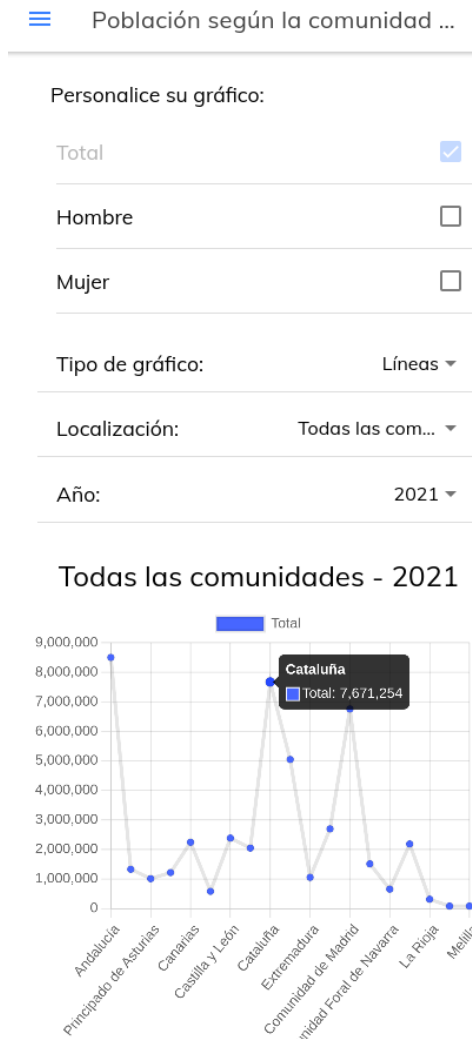 Población según la comunidad ...
Personalice su gráfico:
Total
Hombre
Mujer
Tipo de gráfico: Líneas
Localización: Todas las com...
Año: 2021
Todas las comunidades - 2021
Total
9,000,000
8,000,000
7,000,000
6,000,000
5,000,000
4,000,000
3,000,000
2,000,000
1,000,000
0
Cataluña
Total: 7,671,254
Andalucía
Principado de Asturias
Canarias
Castilla y León
Cataluña
Extremadura
Comunidad de Madrid
Foral de Navarra
La Rioja